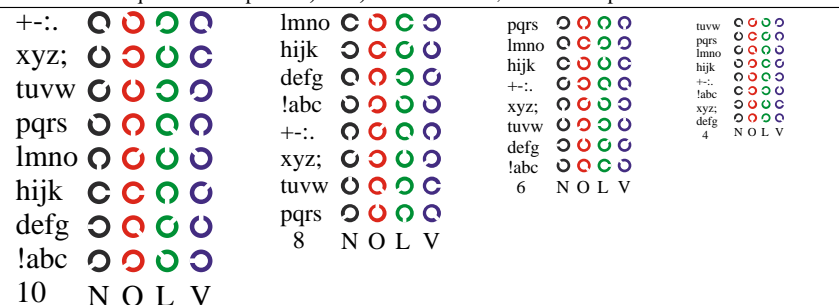 +-:.
xyz;
tuvw
pqrs
lmno
hijk
defg
!abc
10 N O L V
lmno
hijk
defg
!abc
+-:.
xyz;
tuvw
pqrs
8 N O L V
pqrs
lmno
hijk
+-:.
xyz;
tuvw
defg
!abc
6 N O L V
tuvw
pqrs
lmno
hijk
+-:.
!abc
xyz;
defg
4 N O L V